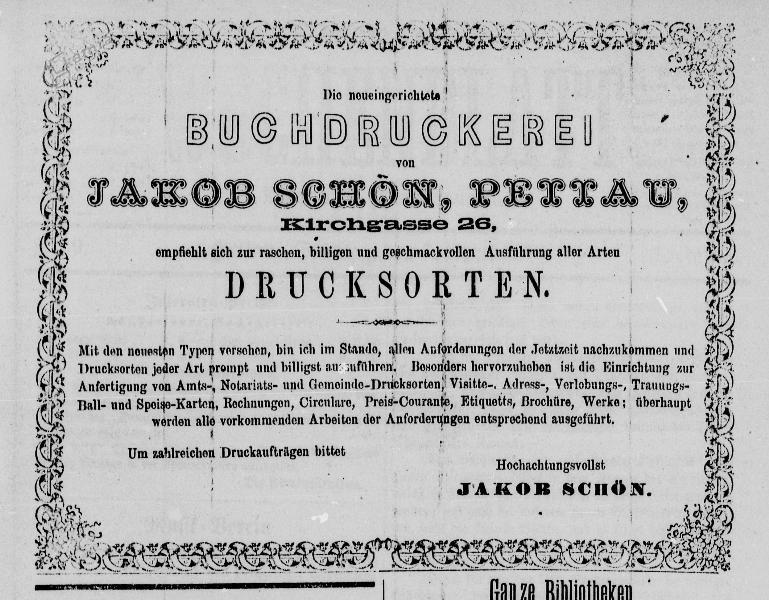 Die neueingerichtete
BUCHDRUCKEREI
von
JAKOB SCHÖN, PETTAU,
Kirchgasse 26,
empfiehlt sich zur raschen, billigen und geschmackvollen Ausführung aller Arten
DRUCKSORTEN.
Mit den neuesten Typen versehen, bin ich im Stande, allen Anforderungen der Jetztzeit nachzukommen und
Drucksorten jeder Art prompt und billigst auszuführen. Besonders hervorzuheben ist die Einrichtung zur
Anfertigung von Amts-, Notariats- und Gemeinde-Drucksorten, Visitte-, Adress-, Verlobungs-, Trauungs-
Ball- und Speise-Karten, Rechnungen, Circulare, Preis-Courante, Etiquetts, Brochüre, Werke; überhaupt
werden alle vorkommenden Arbeiten der Anforderungen entsprechend ausgeführt.
Um zahlreichen Druckaufträgen bittet
Hochachtungsvollst
JAKOB SCHÖN.
Ganze Bibliotheken